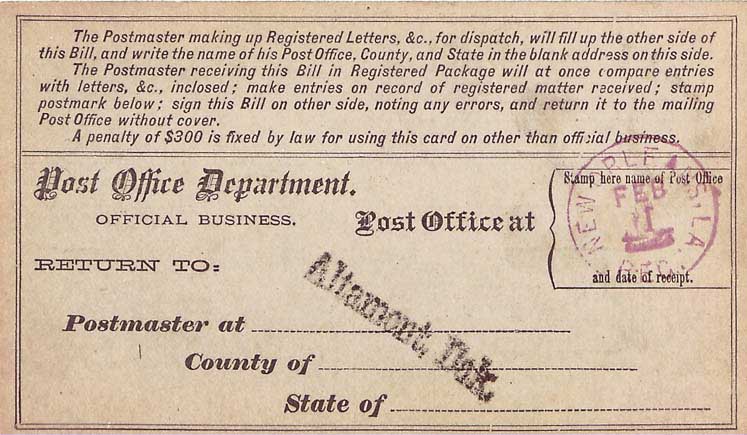 The Postmaster making up Registered Letters, &c., for dispatch, will fill up the other side of
this Bill, and write the name of his Post Office, County, and State in the blank address on this side.
The Postmaster receiving this Bill in Registered Package will at once compare entries
with letters, &c., inclosed; make entries on record of registered matter received; stamp
postmark below; sign this Bill on other side, noting any errors, and return it to the mailing
Post Office without cover.
A penalty of $300 is fixed by law for using this card on other than official business.
Post Office Department.
OFFICIAL BUSINESS.
Post Office at
Stamp here name of Post Office
and date of receipt.
NEW ORLEANS, LA.
FEB
1
REG.
RETURN TO:
Altamont, Dak.
Postmaster at
County of
State of